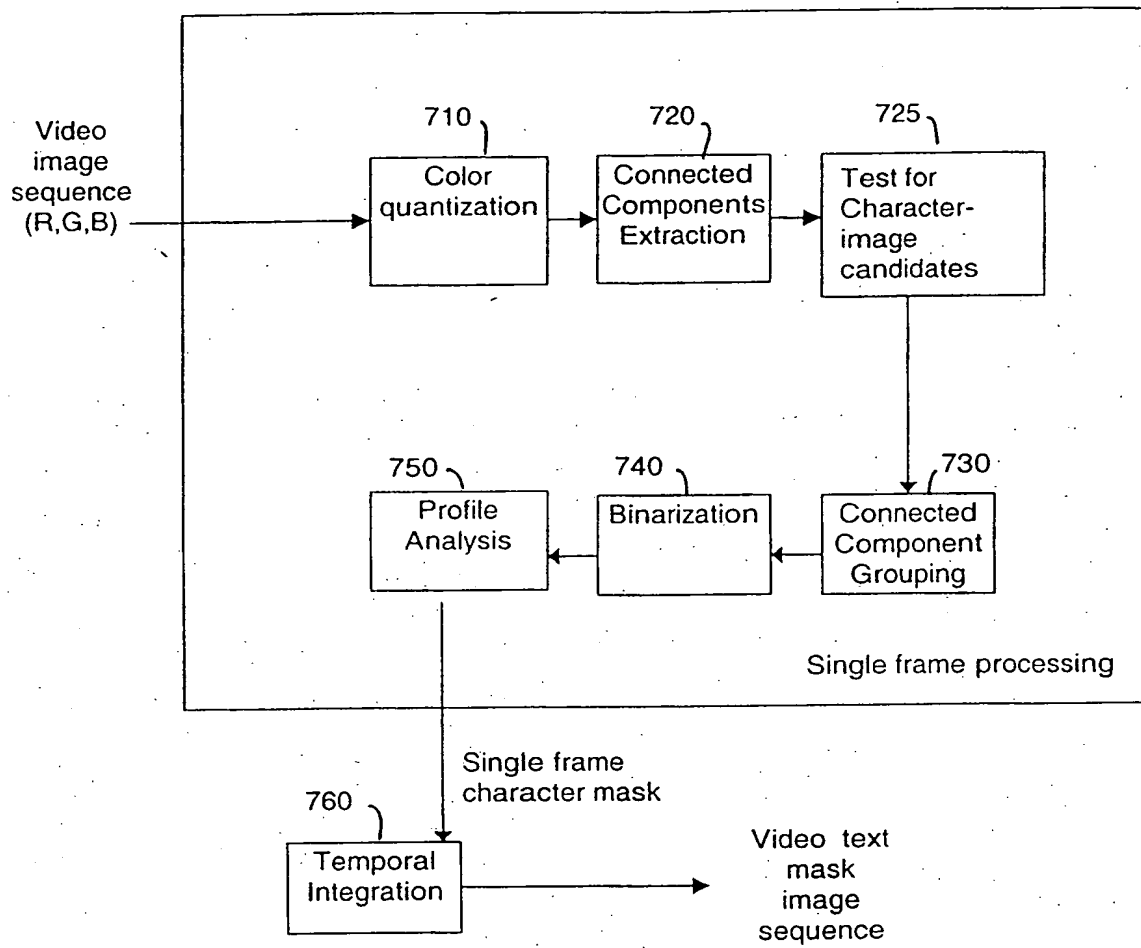 Video
image
sequence
(R,G,B)
710
Color
quantization
720
Connected
Components
Extraction
725
Test for
Character-
image
candidates
750
Profile
Analysis
740
Binarization
730
Connected
Component
Grouping
Single frame processing
Single frame
character mask
760
Temporal
Integration
Video text
mask
image
sequence